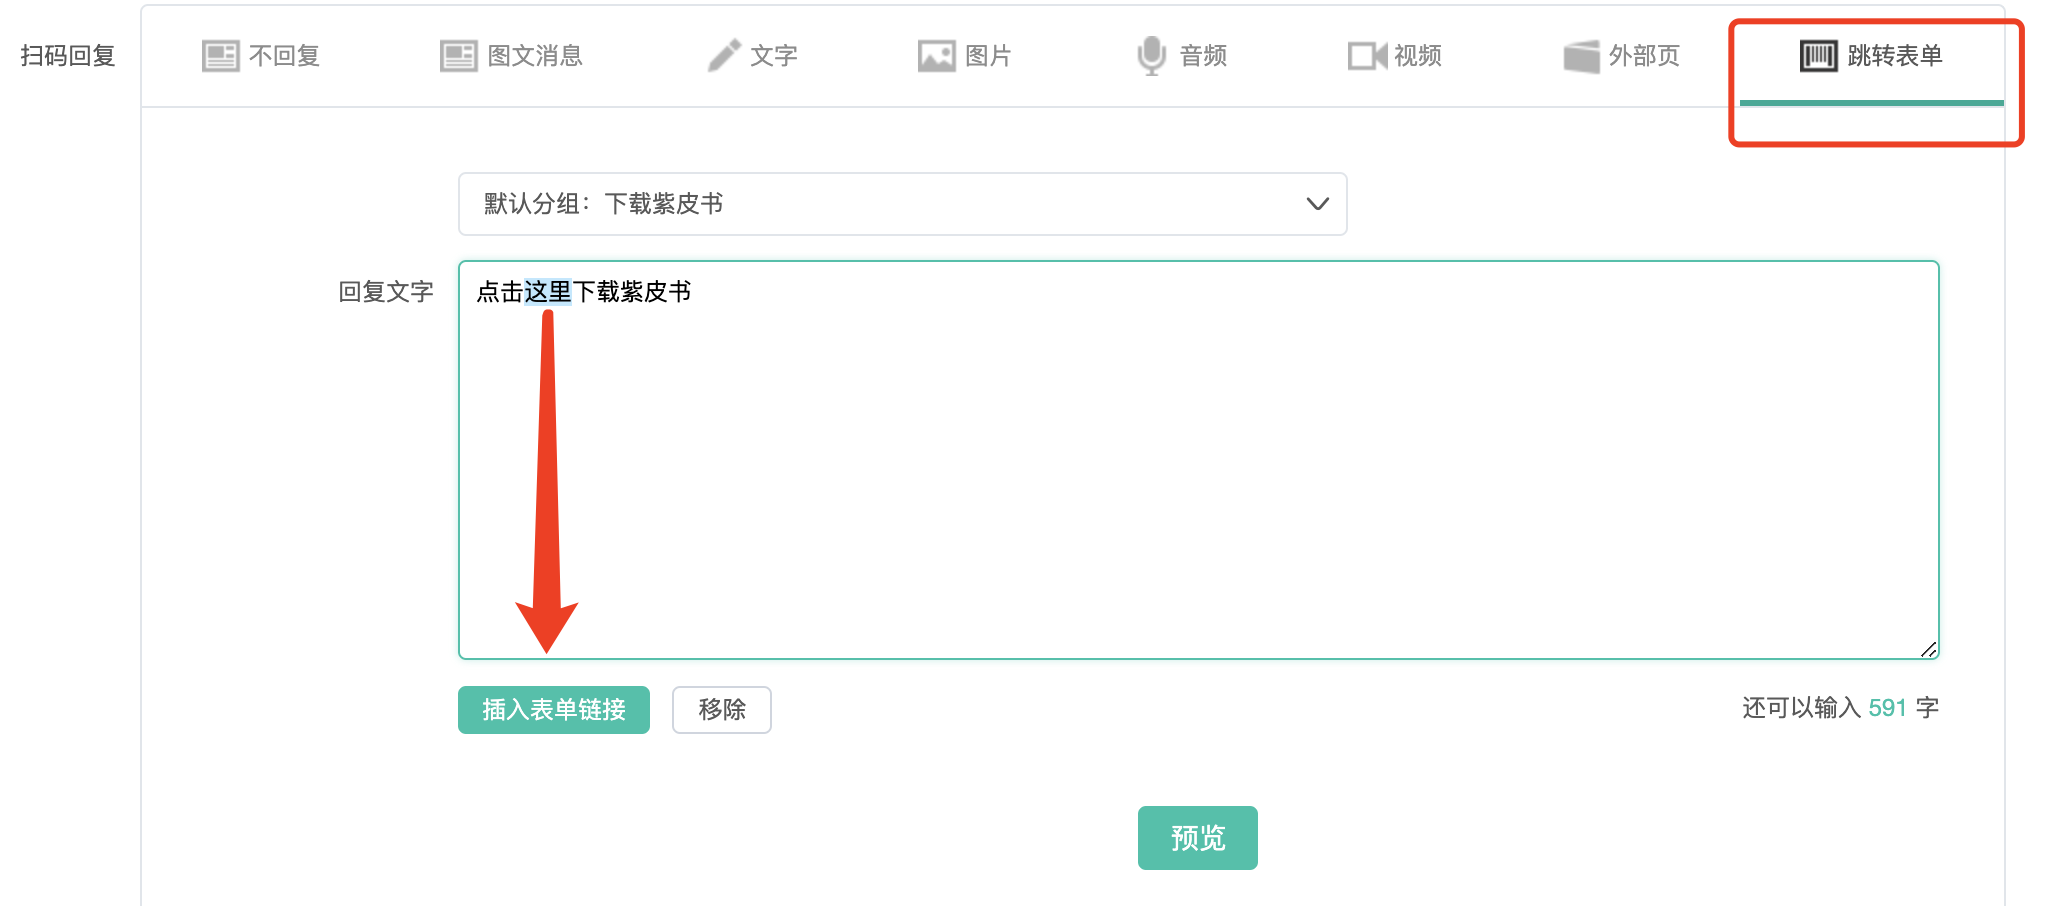 扫码回复 不回复 图文消息 文字 图片 音频 视频 外部页 跳转表单
默认分组：下载紫皮书
回复文字 点击这里下载紫皮书
插入表单链接 移除 还可以输入 591 字
预览